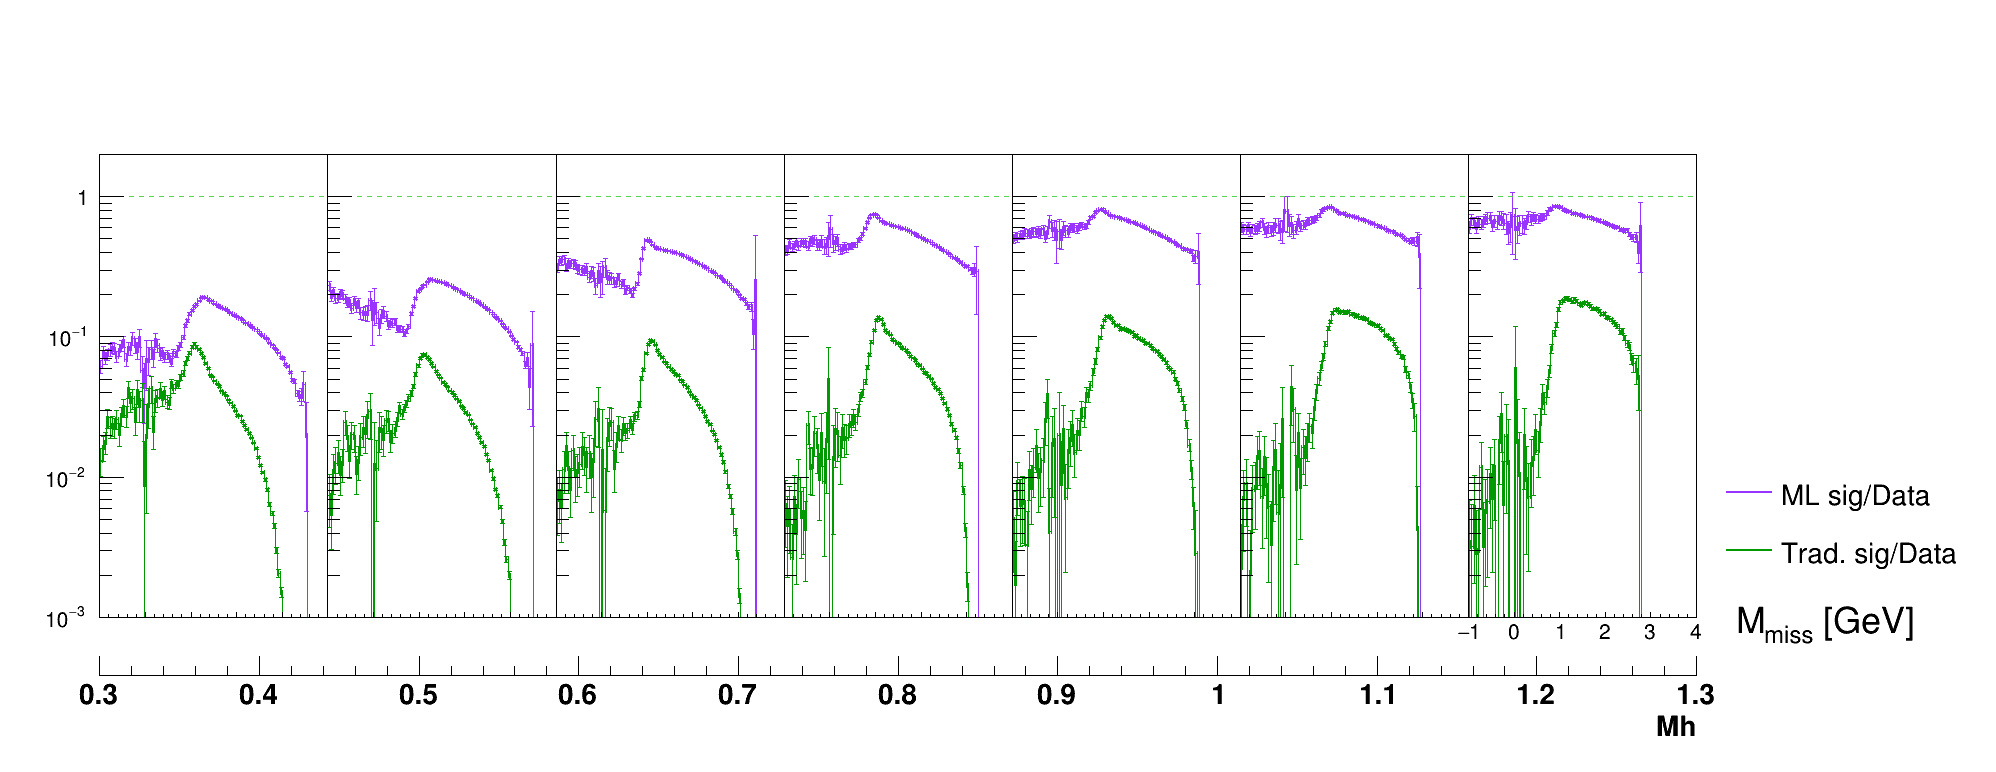 1
10⁻¹
10⁻²
10⁻³
ML sig/Data
Trad. sig/Data
M_miss [GeV]
−1 0 1 2 3 4
0.3 0.4 0.5 0.6 0.7 0.8 0.9 1 1.1 1.2 1.3
Mh